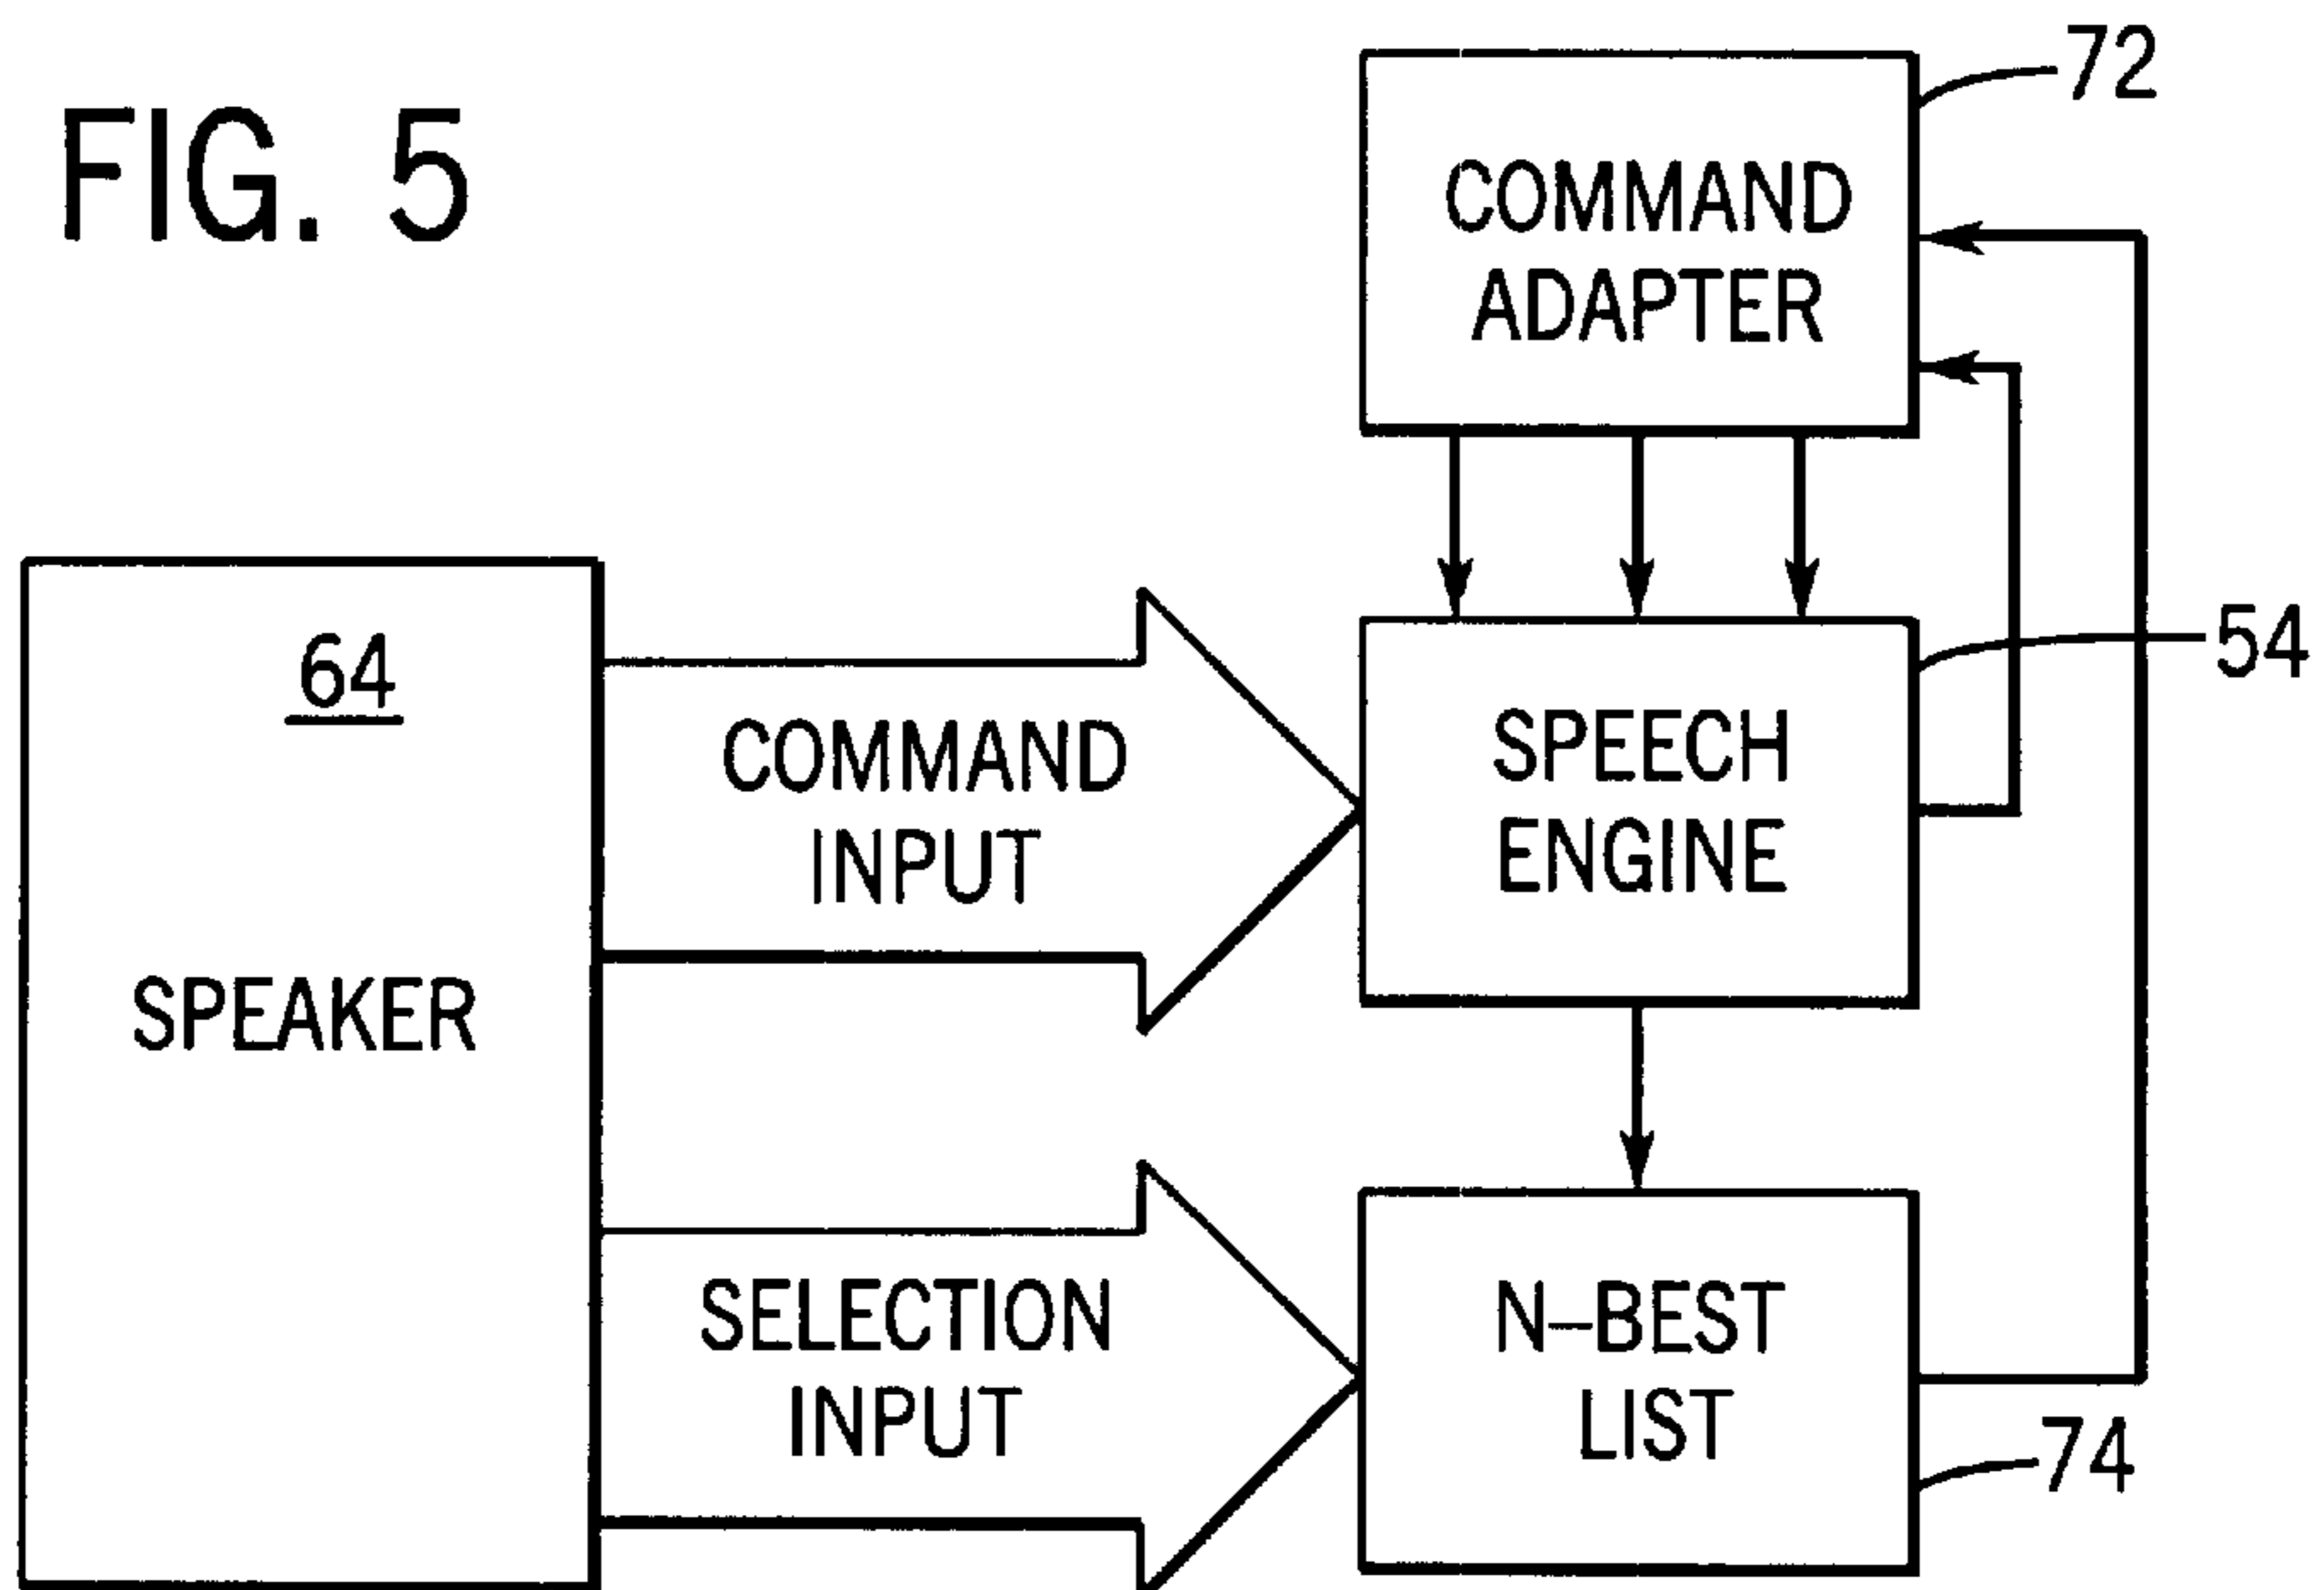 FIG. 5
72
COMMAND
ADAPTER
64
SPEAKER
COMMAND
INPUT
54
SPEECH
ENGINE
SELECTION
INPUT
N–BEST
LIST
74